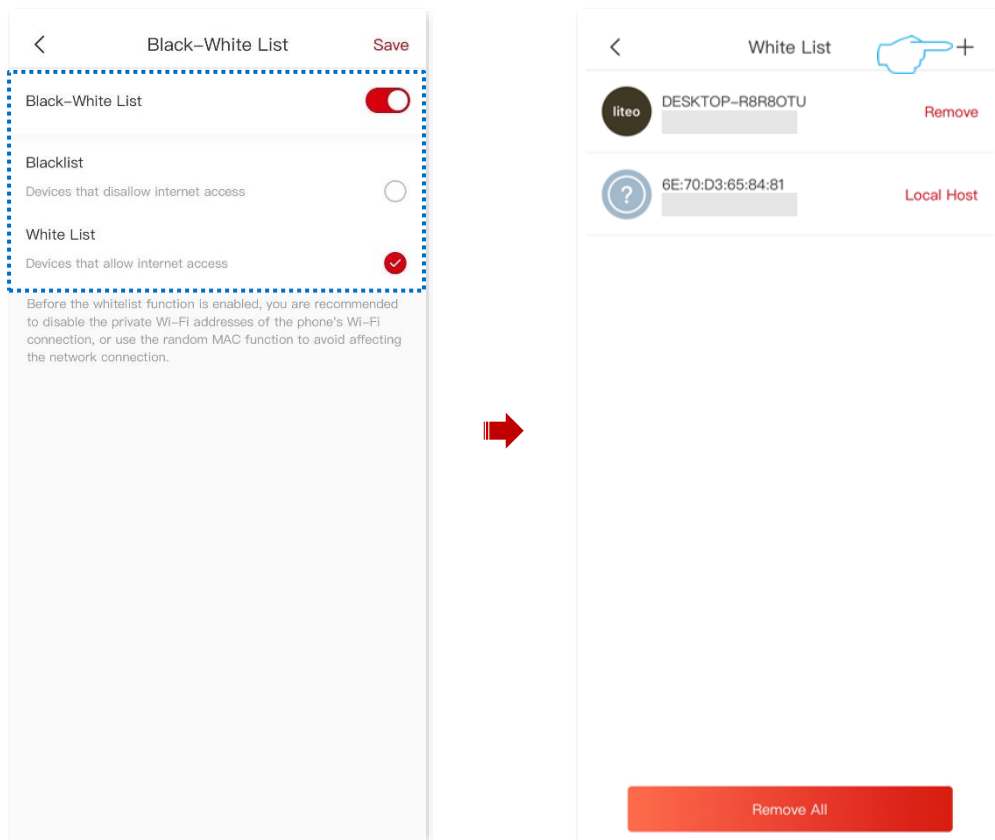 Black-White List
Save
Black-White List
Blacklist
Devices that disallow internet access
White List
Devices that allow internet access
Before the whitelist function is enabled, you are recommended
to disable the private Wi-Fi addresses of the phone's Wi-Fi
connection, or use the random MAC function to avoid affecting
the network connection.
White List
liteo
DESKTOP-R8R8OTU
Remove
?
6E:70:D3:65:84:81
Local Host
Remove All